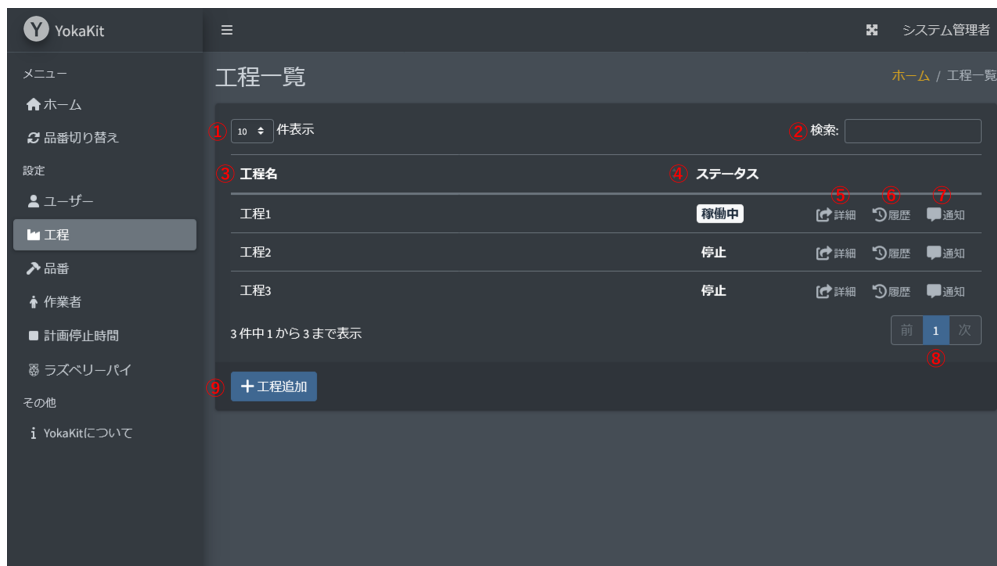 Y YokaKit
システム管理者
メニュー
ホーム
品番切り替え
設定
ユーザー
工程
品番
作業者
計画停止時間
ラズベリーパイ
その他
YokaKitについて
工程一覧
ホーム / 工程一覧
① 10 件表示
② 検索:
③ 工程名 ④ ステータス
⑤ ⑥ ⑦
工程1 稼働中 詳細 履歴 通知
工程2 停止 詳細 履歴 通知
工程3 停止 詳細 履歴 通知
3 件中 1 から 3 まで表示
前 1 次
⑧
⑨ 工程追加